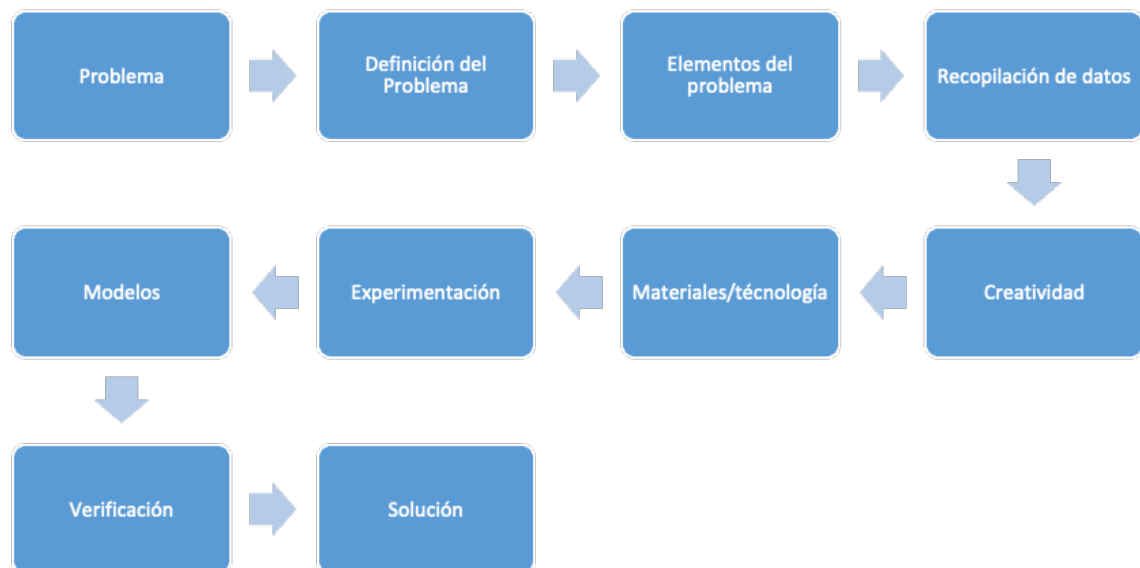 Problema
Definición del
Problema
Elementos del
problema
Recopilación de datos
Creatividad
Materiales/técnología
Experimentación
Modelos
Verificación
Solución